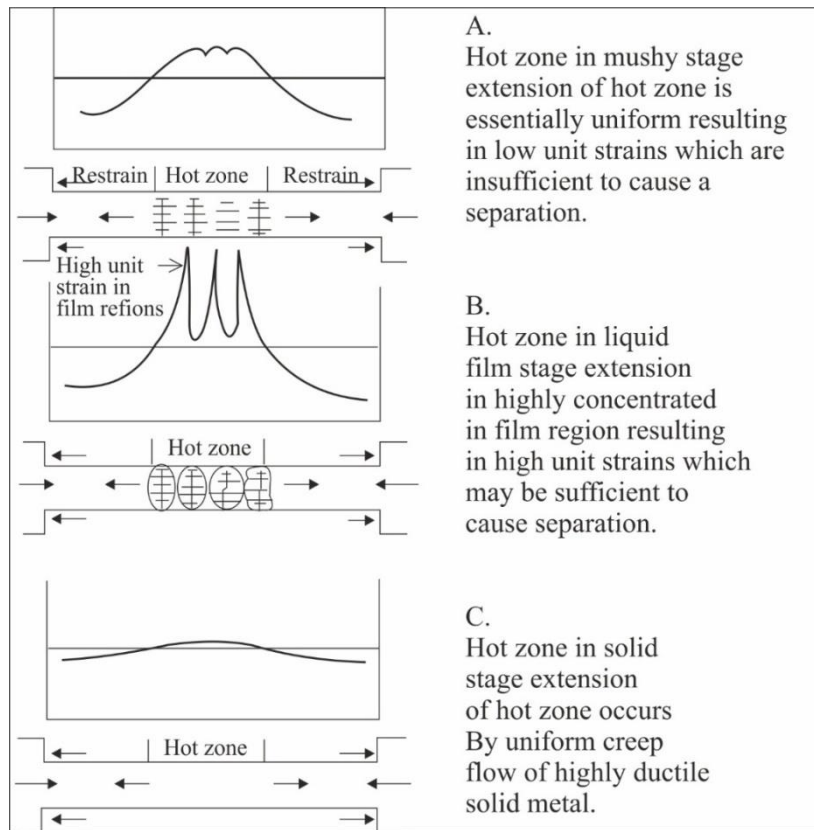 A.
Hot zone in mushy stage
extension of hot zone is
essentially uniform resulting
in low unit strains which are
insufficient to cause a
separation.
Restrain
Hot zone
Restrain
High unit
strain in
film refions
B.
Hot zone in liquid
film stage extension
in highly concentrated
in film region resulting
in high unit strains which
may be sufficient to
cause separation.
Hot zone
C.
Hot zone in solid
stage extension
of hot zone occurs
By uniform creep
flow of highly ductile
solid metal.
Hot zone